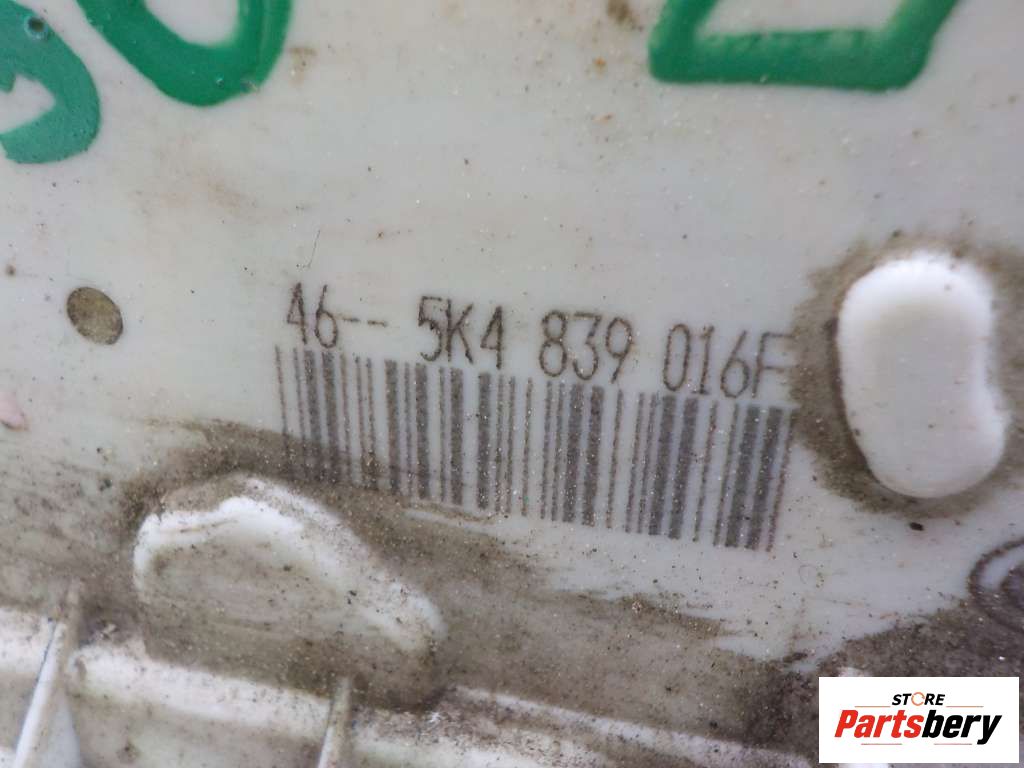 46-- 5K4 839 016F
STORE
Partsbery